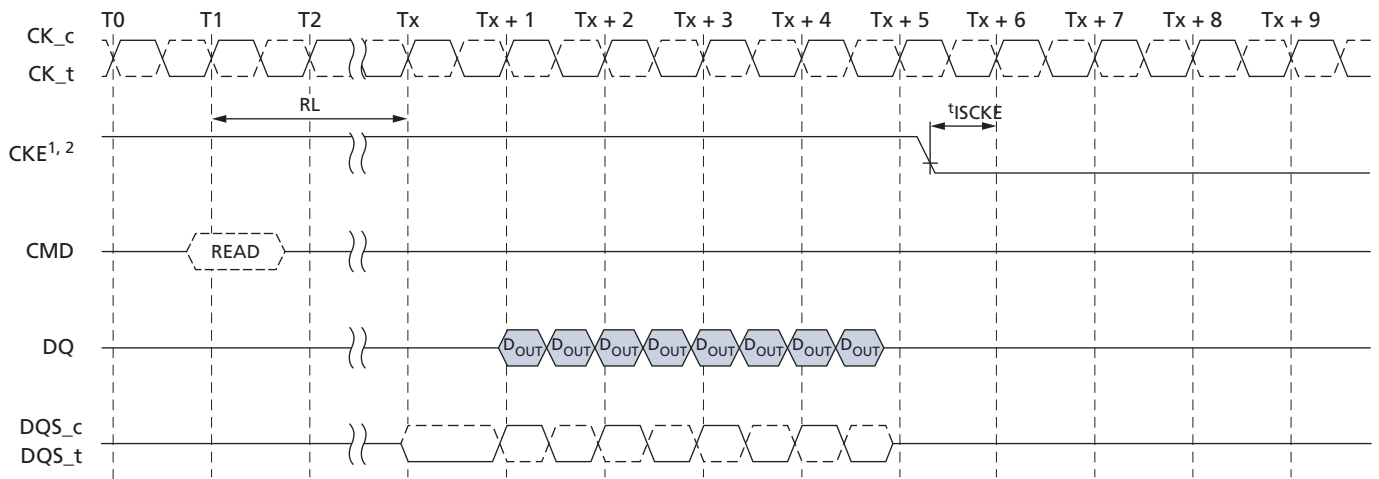 T0 T1 T2 Tx Tx + 1 Tx + 2 Tx + 3 Tx + 4 Tx + 5 Tx + 6 Tx + 7 Tx + 8 Tx + 9
CK_c
CK_t
RL
tISCKE
CKE1, 2
CMD
READ
DQ
DOUT DOUT DOUT DOUT DOUT DOUT DOUT DOUT
DQS_c
DQS_t